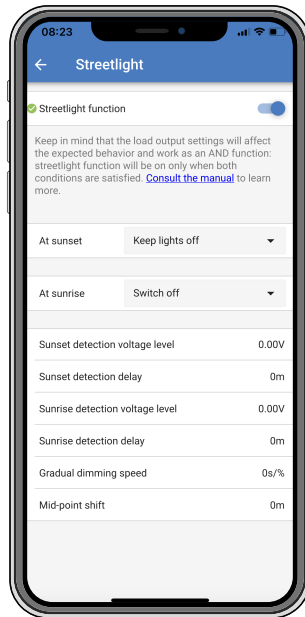 08:23
Streetlight
Streetlight function
Keep in mind that the load output settings will affect
the expected behavior and work as an AND function:
streetlight function will be on only when both
conditions are satisfied. Consult the manual to learn
more.
At sunset Keep lights off
At sunrise Switch off
Sunset detection voltage level 0.00V
Sunset detection delay 0m
Sunrise detection voltage level 0.00V
Sunrise detection delay 0m
Gradual dimming speed 0s/%
Mid-point shift 0m